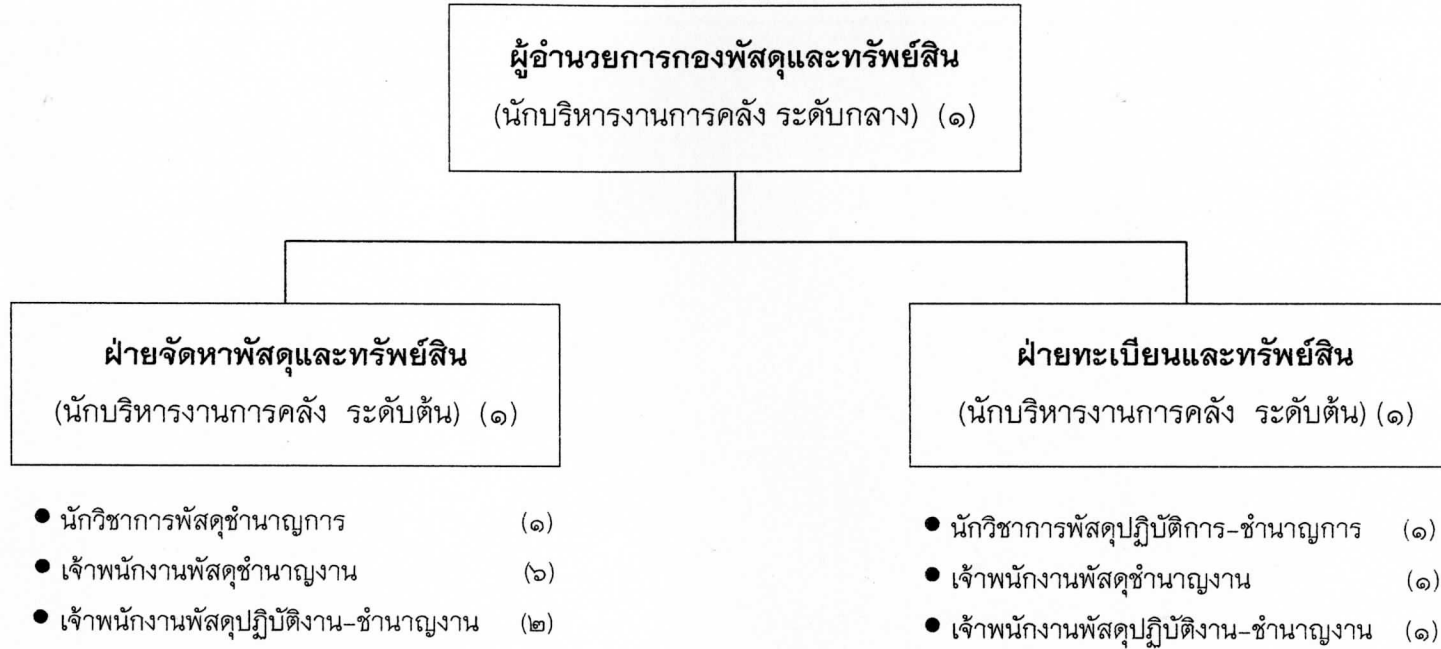 ผู้อำนวยการกองพัสดุและทรัพย์สิน
(นักบริหารงานการคลัง ระดับกลาง) (๑)
ฝ่ายจัดหาพัสดุและทรัพย์สิน
(นักบริหารงานการคลัง ระดับต้น) (๑)
● นักวิชาการพัสดุชำนาญการ (๑)
● เจ้าพนักงานพัสดุชำนาญงาน (๖)
● เจ้าพนักงานพัสดุปฏิบัติงาน-ชำนาญงาน (๒)
ฝ่ายทะเบียนและทรัพย์สิน
(นักบริหารงานการคลัง ระดับต้น) (๑)
● นักวิชาการพัสดุปฏิบัติการ-ชำนาญการ (๑)
● เจ้าพนักงานพัสดุชำนาญงาน (๑)
● เจ้าพนักงานพัสดุปฏิบัติงาน-ชำนาญงาน (๑)